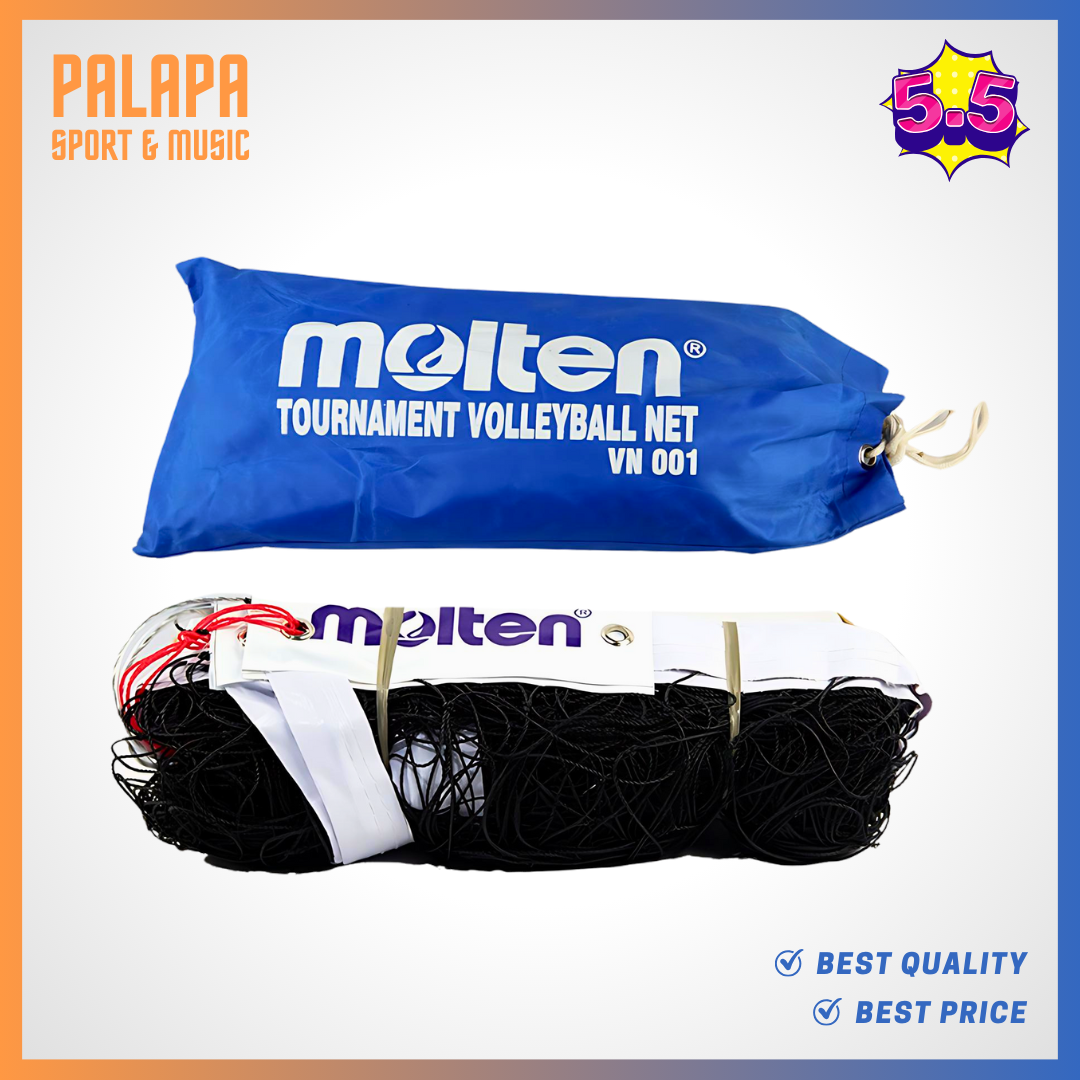 PALAPA
SPORT & MUSIC
5.5
molten®
TOURNAMENT VOLLEYBALL NET
VN 001
molten®
BEST QUALITY
BEST PRICE